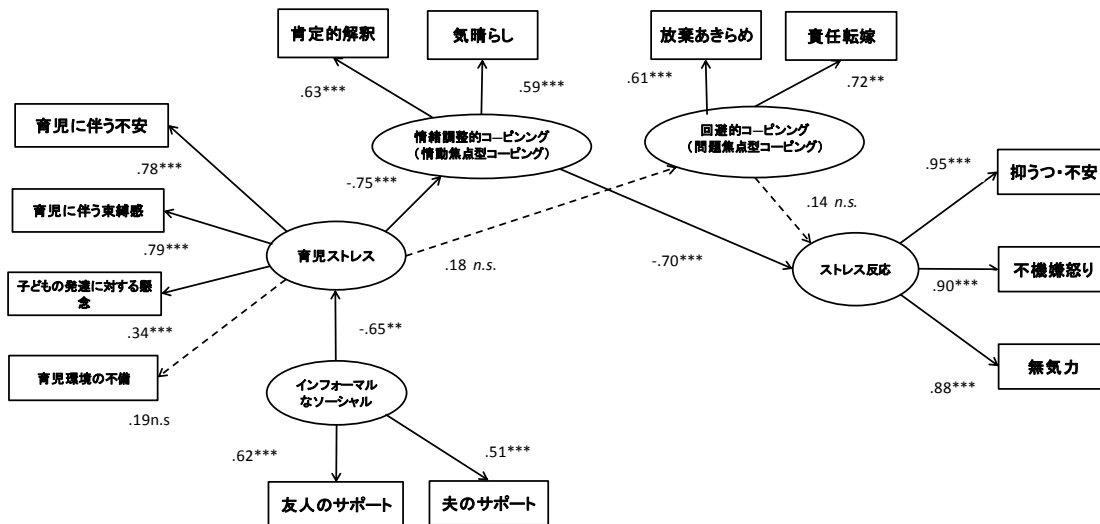 肯定的解釈
気晴らし
放棄あきらめ
責任転嫁
.63***
.59***
.61***
.72**
育児に伴う不安
情緒調整的コーピンング
(情動焦点型コーピング)
回避的コーピンング
(問題焦点型コーピング)
.78***
-.75***
.95***
抑うつ・不安
育児に伴う束縛感
.14 n.s.
.79***
育児ストレス
.18 n.s.
-.70***
ストレス反応
不機嫌怒り
.90***
子どもの発達に対する懸
念
.34***
-.65**
育児環境の不備
無気力
.88***
.19n.s
インフォーマル
なソーシャル
.62***
.51***
友人のサポート
夫のサポート